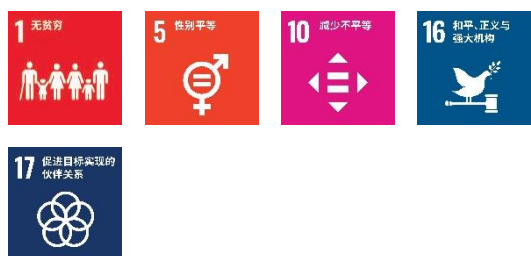 1 无贫穷
5 性别平等
10 减少不平等
16 和平、正义与
强大机构
17 促进目标实现的
伙伴关系